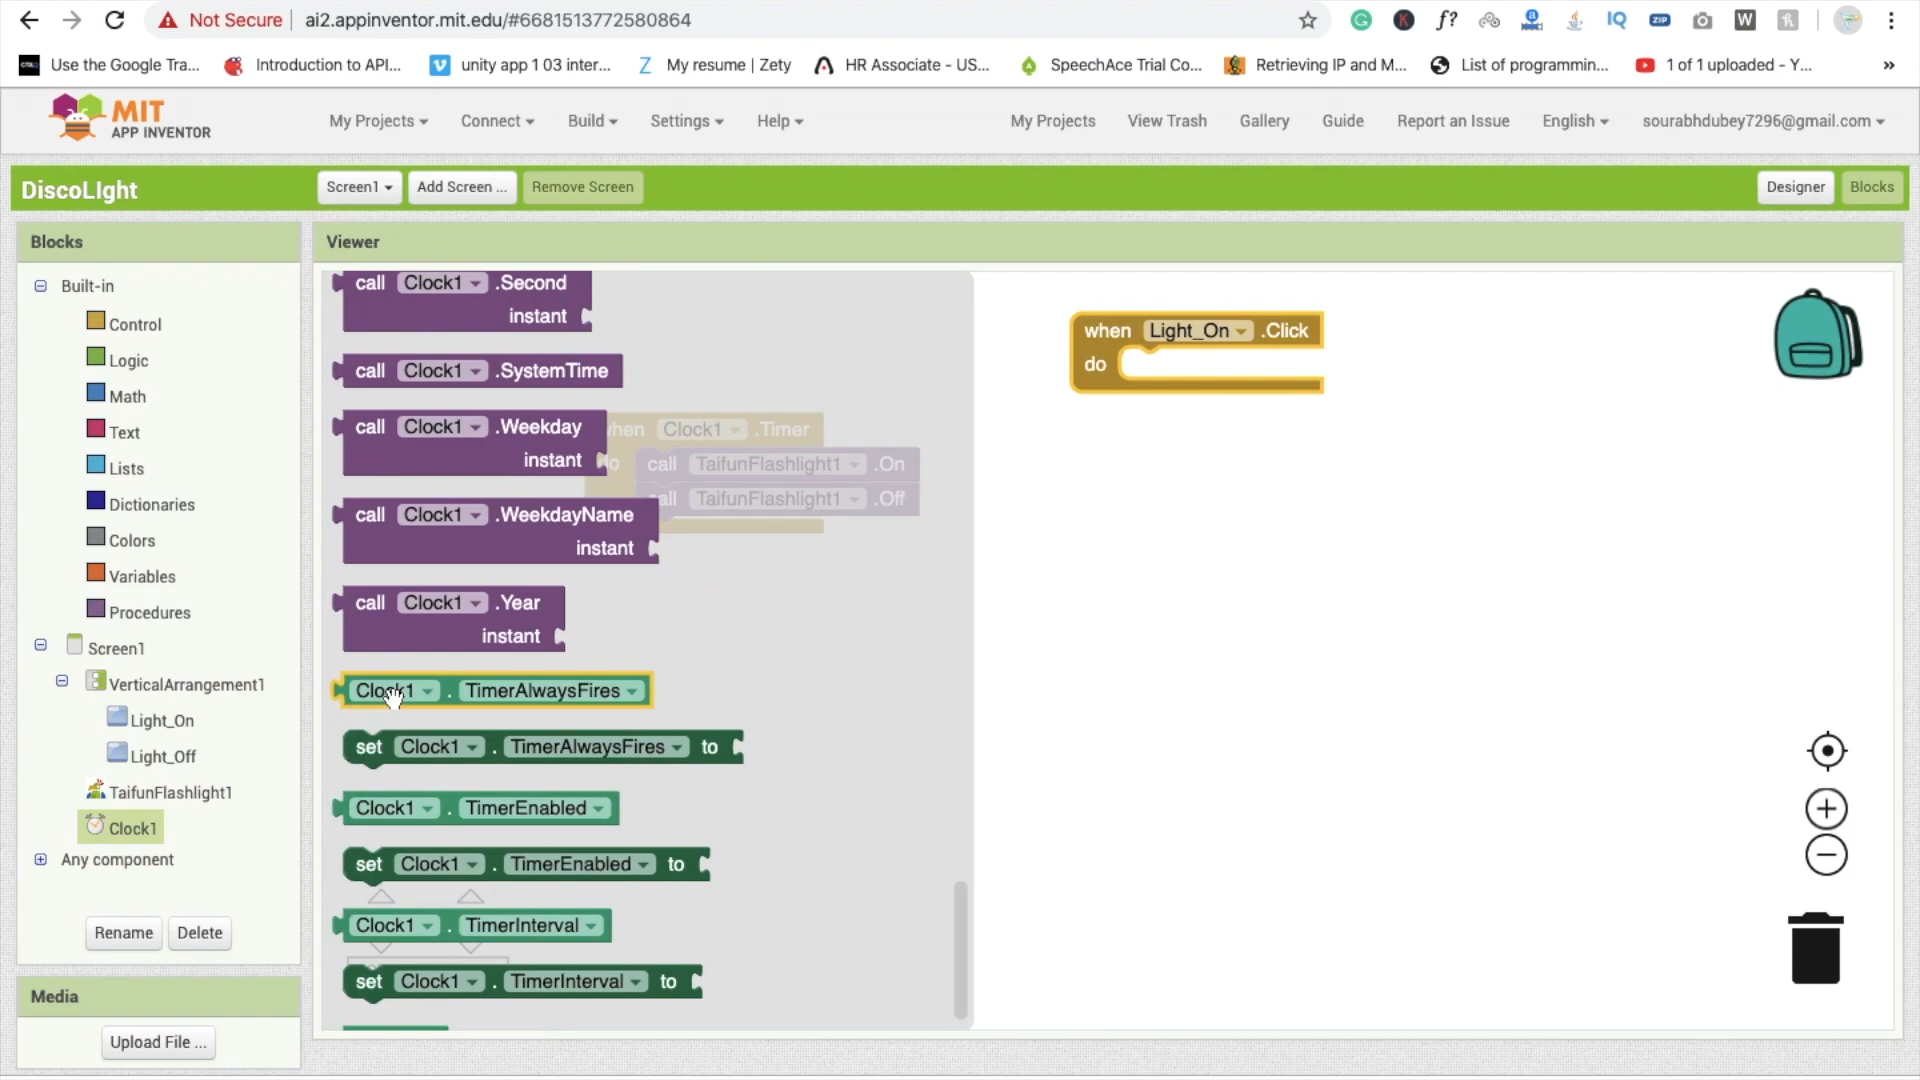 Not Secure
ai2.appinventor.mit.edu/#6681513772580864
G K f? IQ ZIP W
Use the Google Tra...
Introduction to API...
unity app 1 03 inter...
My resume | Zety
HR Associate - US...
SpeechAce Trial Co...
Retrieving IP and M...
List of programmin...
1 of 1 uploaded - Y...
»
MIT
APP INVENTOR
My Projects
Connect
Build
Settings
Help
My Projects
View Trash
Gallery
Guide
Report an Issue
English
sourabhdubey7296@gmail.com
DiscoLIght
Screen1
Add Screen ...
Remove Screen
Designer
Blocks
Blocks
Built-in
Control
Logic
Math
Text
Lists
Dictionaries
Colors
Variables
Procedures
Screen1
VerticalArrangement1
Light_On
Light_Off
TaifunFlashlight1
Clock1
Any component
Rename
Delete
Media
Upload File ...
Viewer
call Clock1 .Second
instant
call Clock1 .SystemTime
call Clock1 .Weekday
instant
call Clock1 .WeekdayName
instant
call Clock1 .Year
instant
Clock1 . TimerAlwaysFires
set Clock1 . TimerAlwaysFires to
Clock1 . TimerEnabled
set Clock1 . TimerEnabled to
Clock1 . TimerInterval
set Clock1 . TimerInterval to
when Clock1 .Timer
do call TaifunFlashlight1 .On
call TaifunFlashlight1 .Off
when Light_On .Click
do